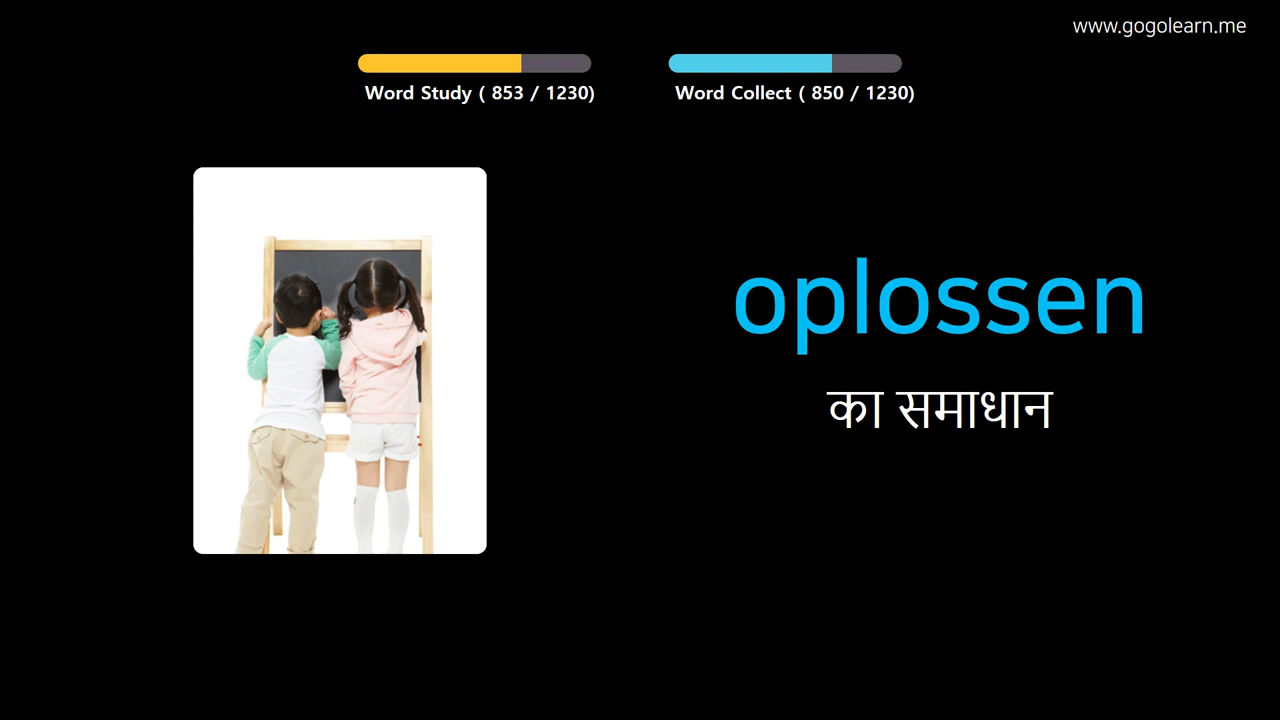 www.gogolearn.me
Word Study ( 853 / 1230)
Word Collect ( 850 / 1230)
oplossen
का समाधान